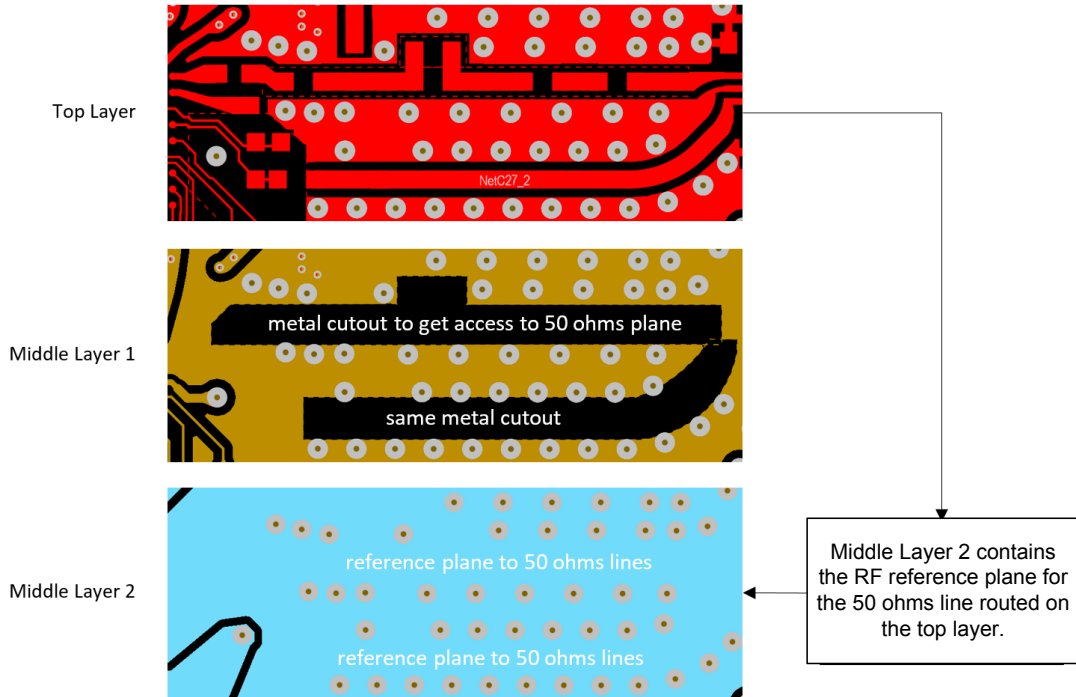 Top Layer
NetC27_2
Middle Layer 1
metal cutout to get access to 50 ohms plane
same metal cutout
Middle Layer 2
reference plane to 50 ohms lines
reference plane to 50 ohms lines
Middle Layer 2 contains
the RF reference plane for
the 50 ohms line routed on
the top layer.